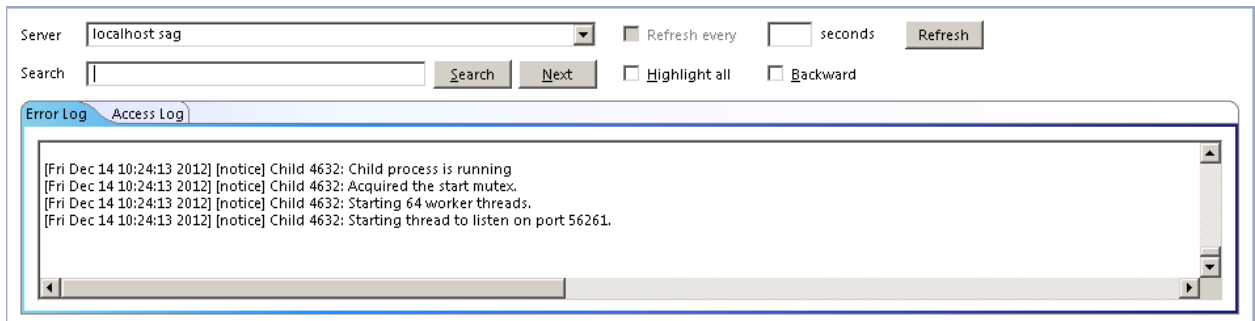 Server localhost sag Refresh every seconds Refresh
Search Search Next Highlight all Backward
Error Log Access Log
[Fri Dec 14 10:24:13 2012] [notice] Child 4632: Child process is running
[Fri Dec 14 10:24:13 2012] [notice] Child 4632: Acquired the start mutex.
[Fri Dec 14 10:24:13 2012] [notice] Child 4632: Starting 64 worker threads.
[Fri Dec 14 10:24:13 2012] [notice] Child 4632: Starting thread to listen on port 56261.